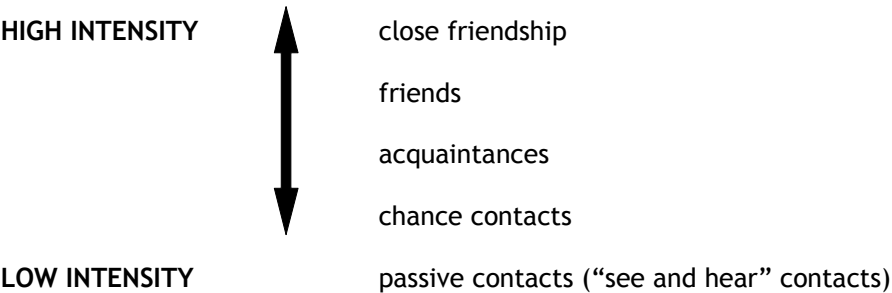 HIGH INTENSITY close friendship
friends
acquaintances
chance contacts
LOW INTENSITY passive contacts (“see and hear” contacts)